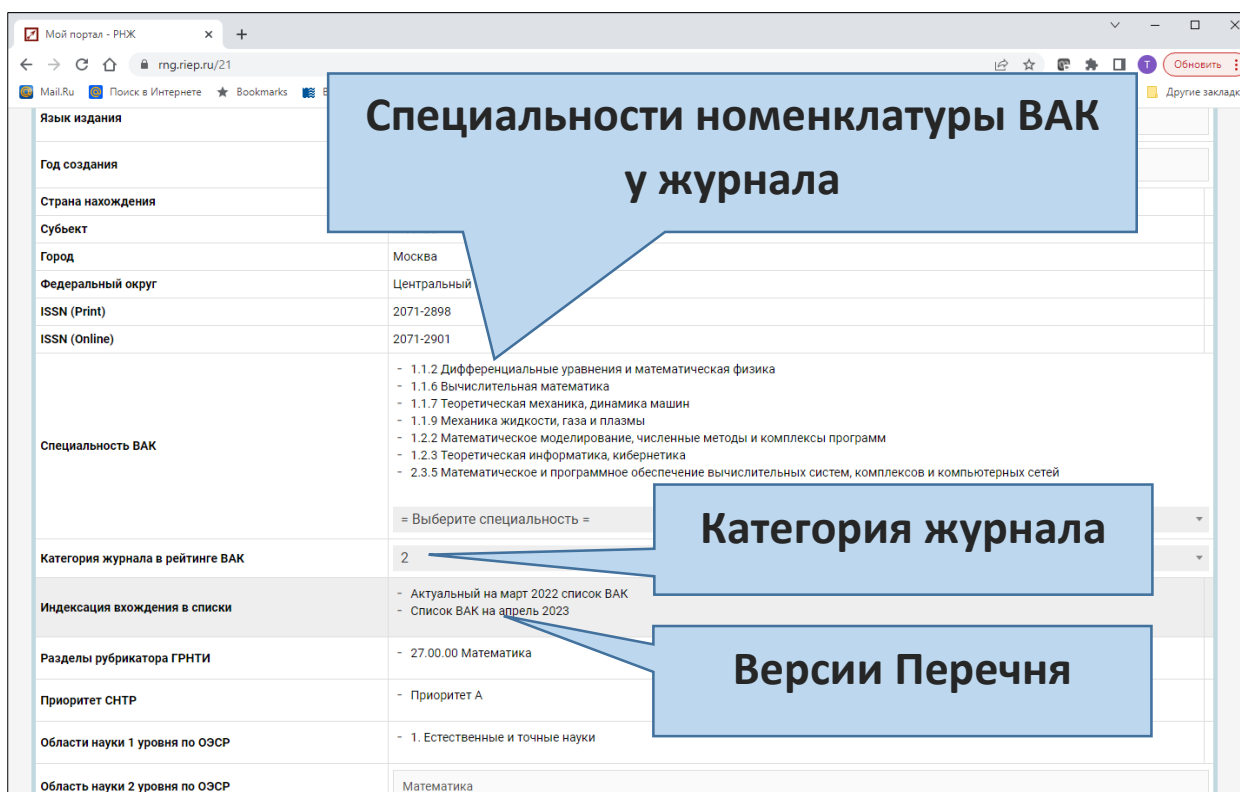 Мой портал - РНЖ
rng.riep.ru/21
Т
Обновить
Mail.Ru Поиск в Интернете Bookmarks
Другие закладк
Специальности номенклатуры ВАК
у журнала
Язык издания
Год создания
Страна нахождения
Субъект
Город Москва
Федеральный округ Центральный
ISSN (Print) 2071-2898
ISSN (Online) 2071-2901
Специальность ВАК
- 1.1.2 Дифференциальные уравнения и математическая физика
- 1.1.6 Вычислительная математика
- 1.1.7 Теоретическая механика, динамика машин
- 1.1.9 Механика жидкости, газа и плазмы
- 1.2.2 Математическое моделирование, численные методы и комплексы программ
- 1.2.3 Теоретическая информатика, кибернетика
- 2.3.5 Математическое и программное обеспечение вычислительных систем, комплексов и компьютерных сетей
= Выберите специальность =
Категория журнала
Категория журнала в рейтинге ВАК 2
Индексация вхождения в списки
- Актуальный на март 2022 список ВАК
- Список ВАК на апрель 2023
Версии Перечня
Разделы рубрикатора ГРНТИ - 27.00.00 Математика
Приоритет СНТР - Приоритет А
Области науки 1 уровня по ОЭСР - 1. Естественные и точные науки
Область науки 2 уровня по ОЭСР Математика